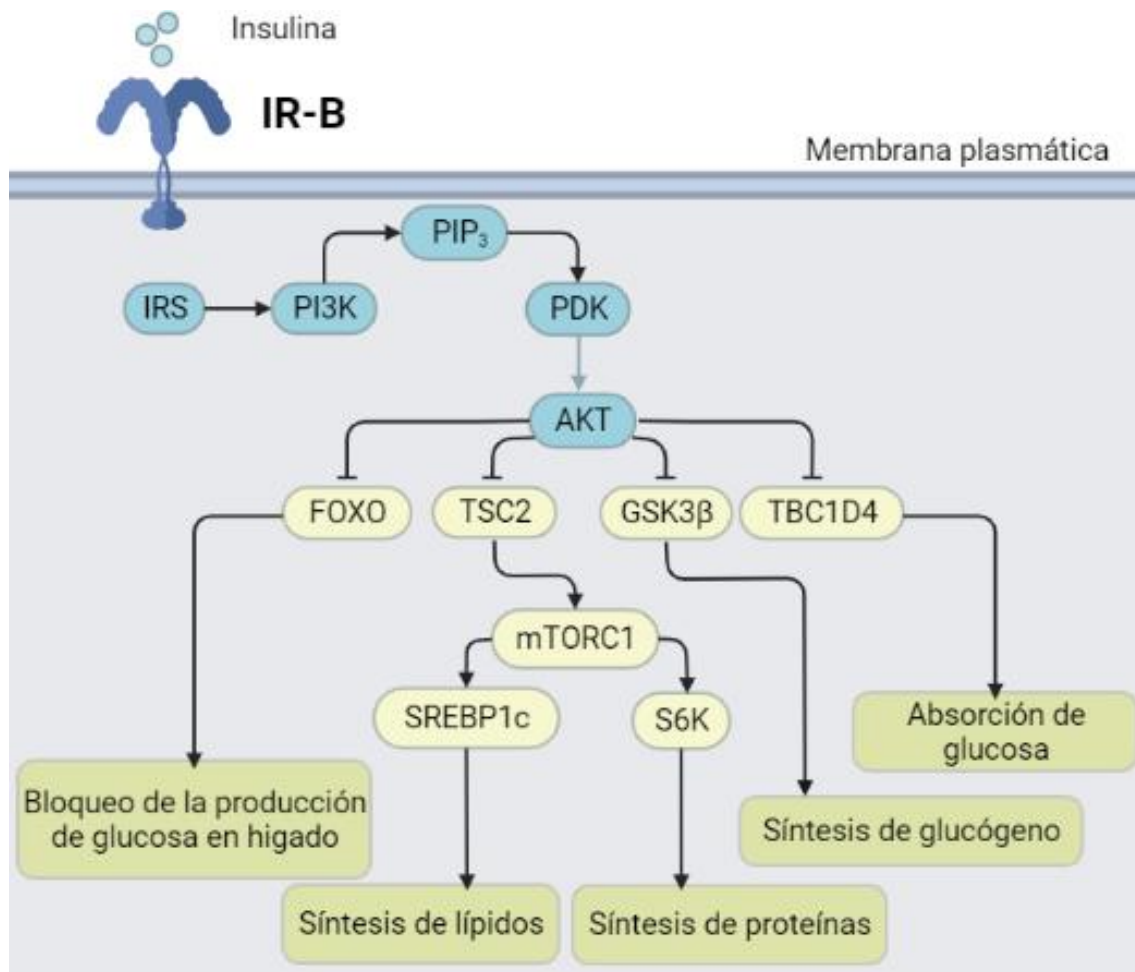 Insulina
IR-B
Membrana plasmática
PIP₃
IRS
PI3K
PDK
AKT
FOXO
TSC2
GSK3β
TBC1D4
mTORC1
SREBP1c
S6K
Absorción de
glucosa
Bloqueo de la producción
de glucosa en higado
Síntesis de glucógeno
Síntesis de lípidos
Síntesis de proteínas